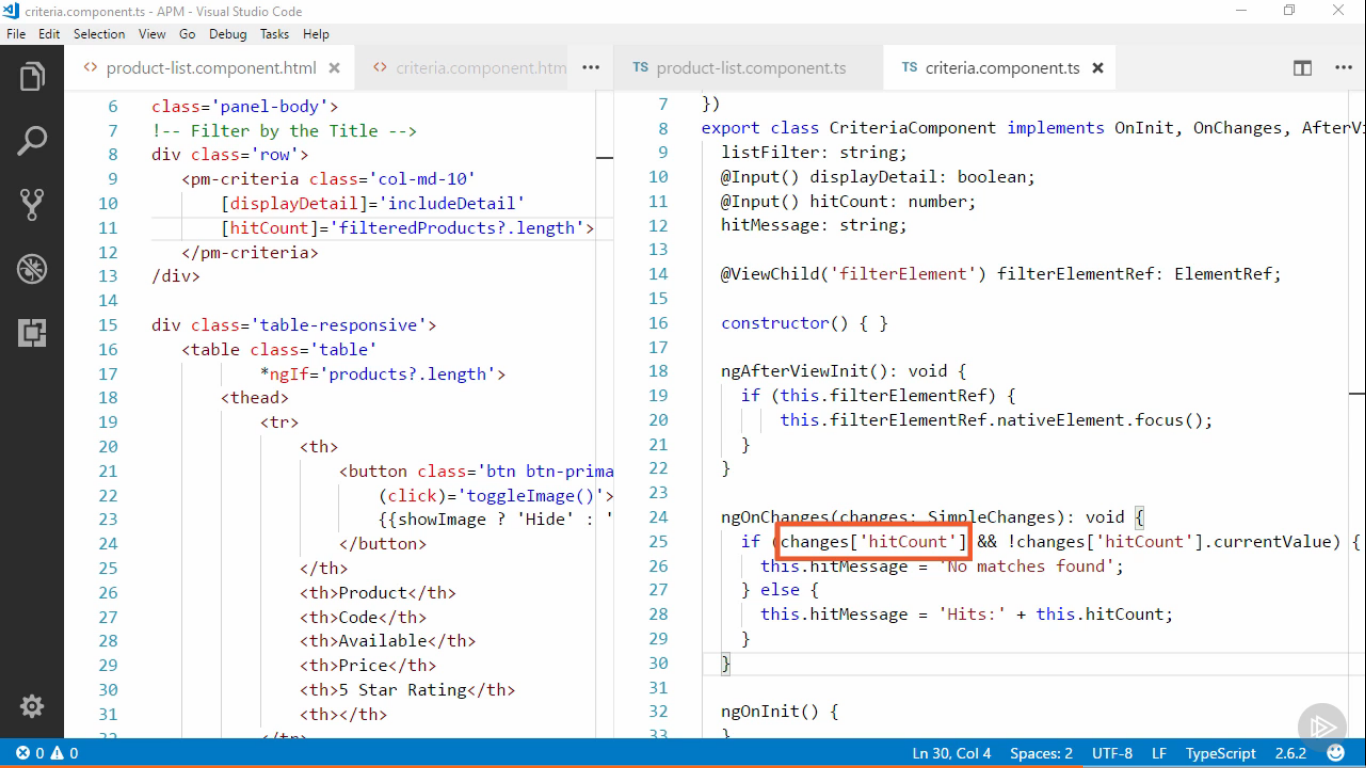 criteria.component.ts - APM - Visual Studio Code
File Edit Selection View Go Debug Tasks Help
<> product-list.component.html × <> criteria.component.htm ··· TS product-list.component.ts TS criteria.component.ts × ···
6 class='panel-body'>
7 !-- Filter by the Title -->
8 div class='row'>
9 <pm-criteria class='col-md-10'
10 [displayDetail]='includeDetail'
11 [hitCount]='filteredProducts?.length'>
12 </pm-criteria>
13 /div>
14
15 div class='table-responsive'>
16 <table class='table'
17 *ngIf='products?.length'>
18 <thead>
19 <tr>
20 <th>
21 <button class='btn btn-prima
22 (click)='toggleImage()'>
23 {{showImage ? 'Hide' : '
24 </button>
25 </th>
26 <th>Product</th>
27 <th>Code</th>
28 <th>Available</th>
29 <th>Price</th>
30 <th>5 Star Rating</th>
31 <th></th>
32 </tr>
7 })
8 export class CriteriaComponent implements OnInit, OnChanges, AfterVi
9 listFilter: string;
10 @Input() displayDetail: boolean;
11 @Input() hitCount: number;
12 hitMessage: string;
13
14 @ViewChild('filterElement') filterElementRef: ElementRef;
15
16 constructor() { }
17
18 ngAfterViewInit(): void {
19 if (this.filterElementRef) {
20 this.filterElementRef.nativeElement.focus();
21 }
22 }
23
24 ngOnChanges(changes: SimpleChanges): void {
25 if (changes['hitCount'] && !changes['hitCount'].currentValue) {
26 this.hitMessage = 'No matches found';
27 } else {
28 this.hitMessage = 'Hits:' + this.hitCount;
29 }
30 }
31
32 ngOnInit() {
33 }
0 0 Ln 30, Col 4 Spaces: 2 UTF-8 LF TypeScript 2.6.2